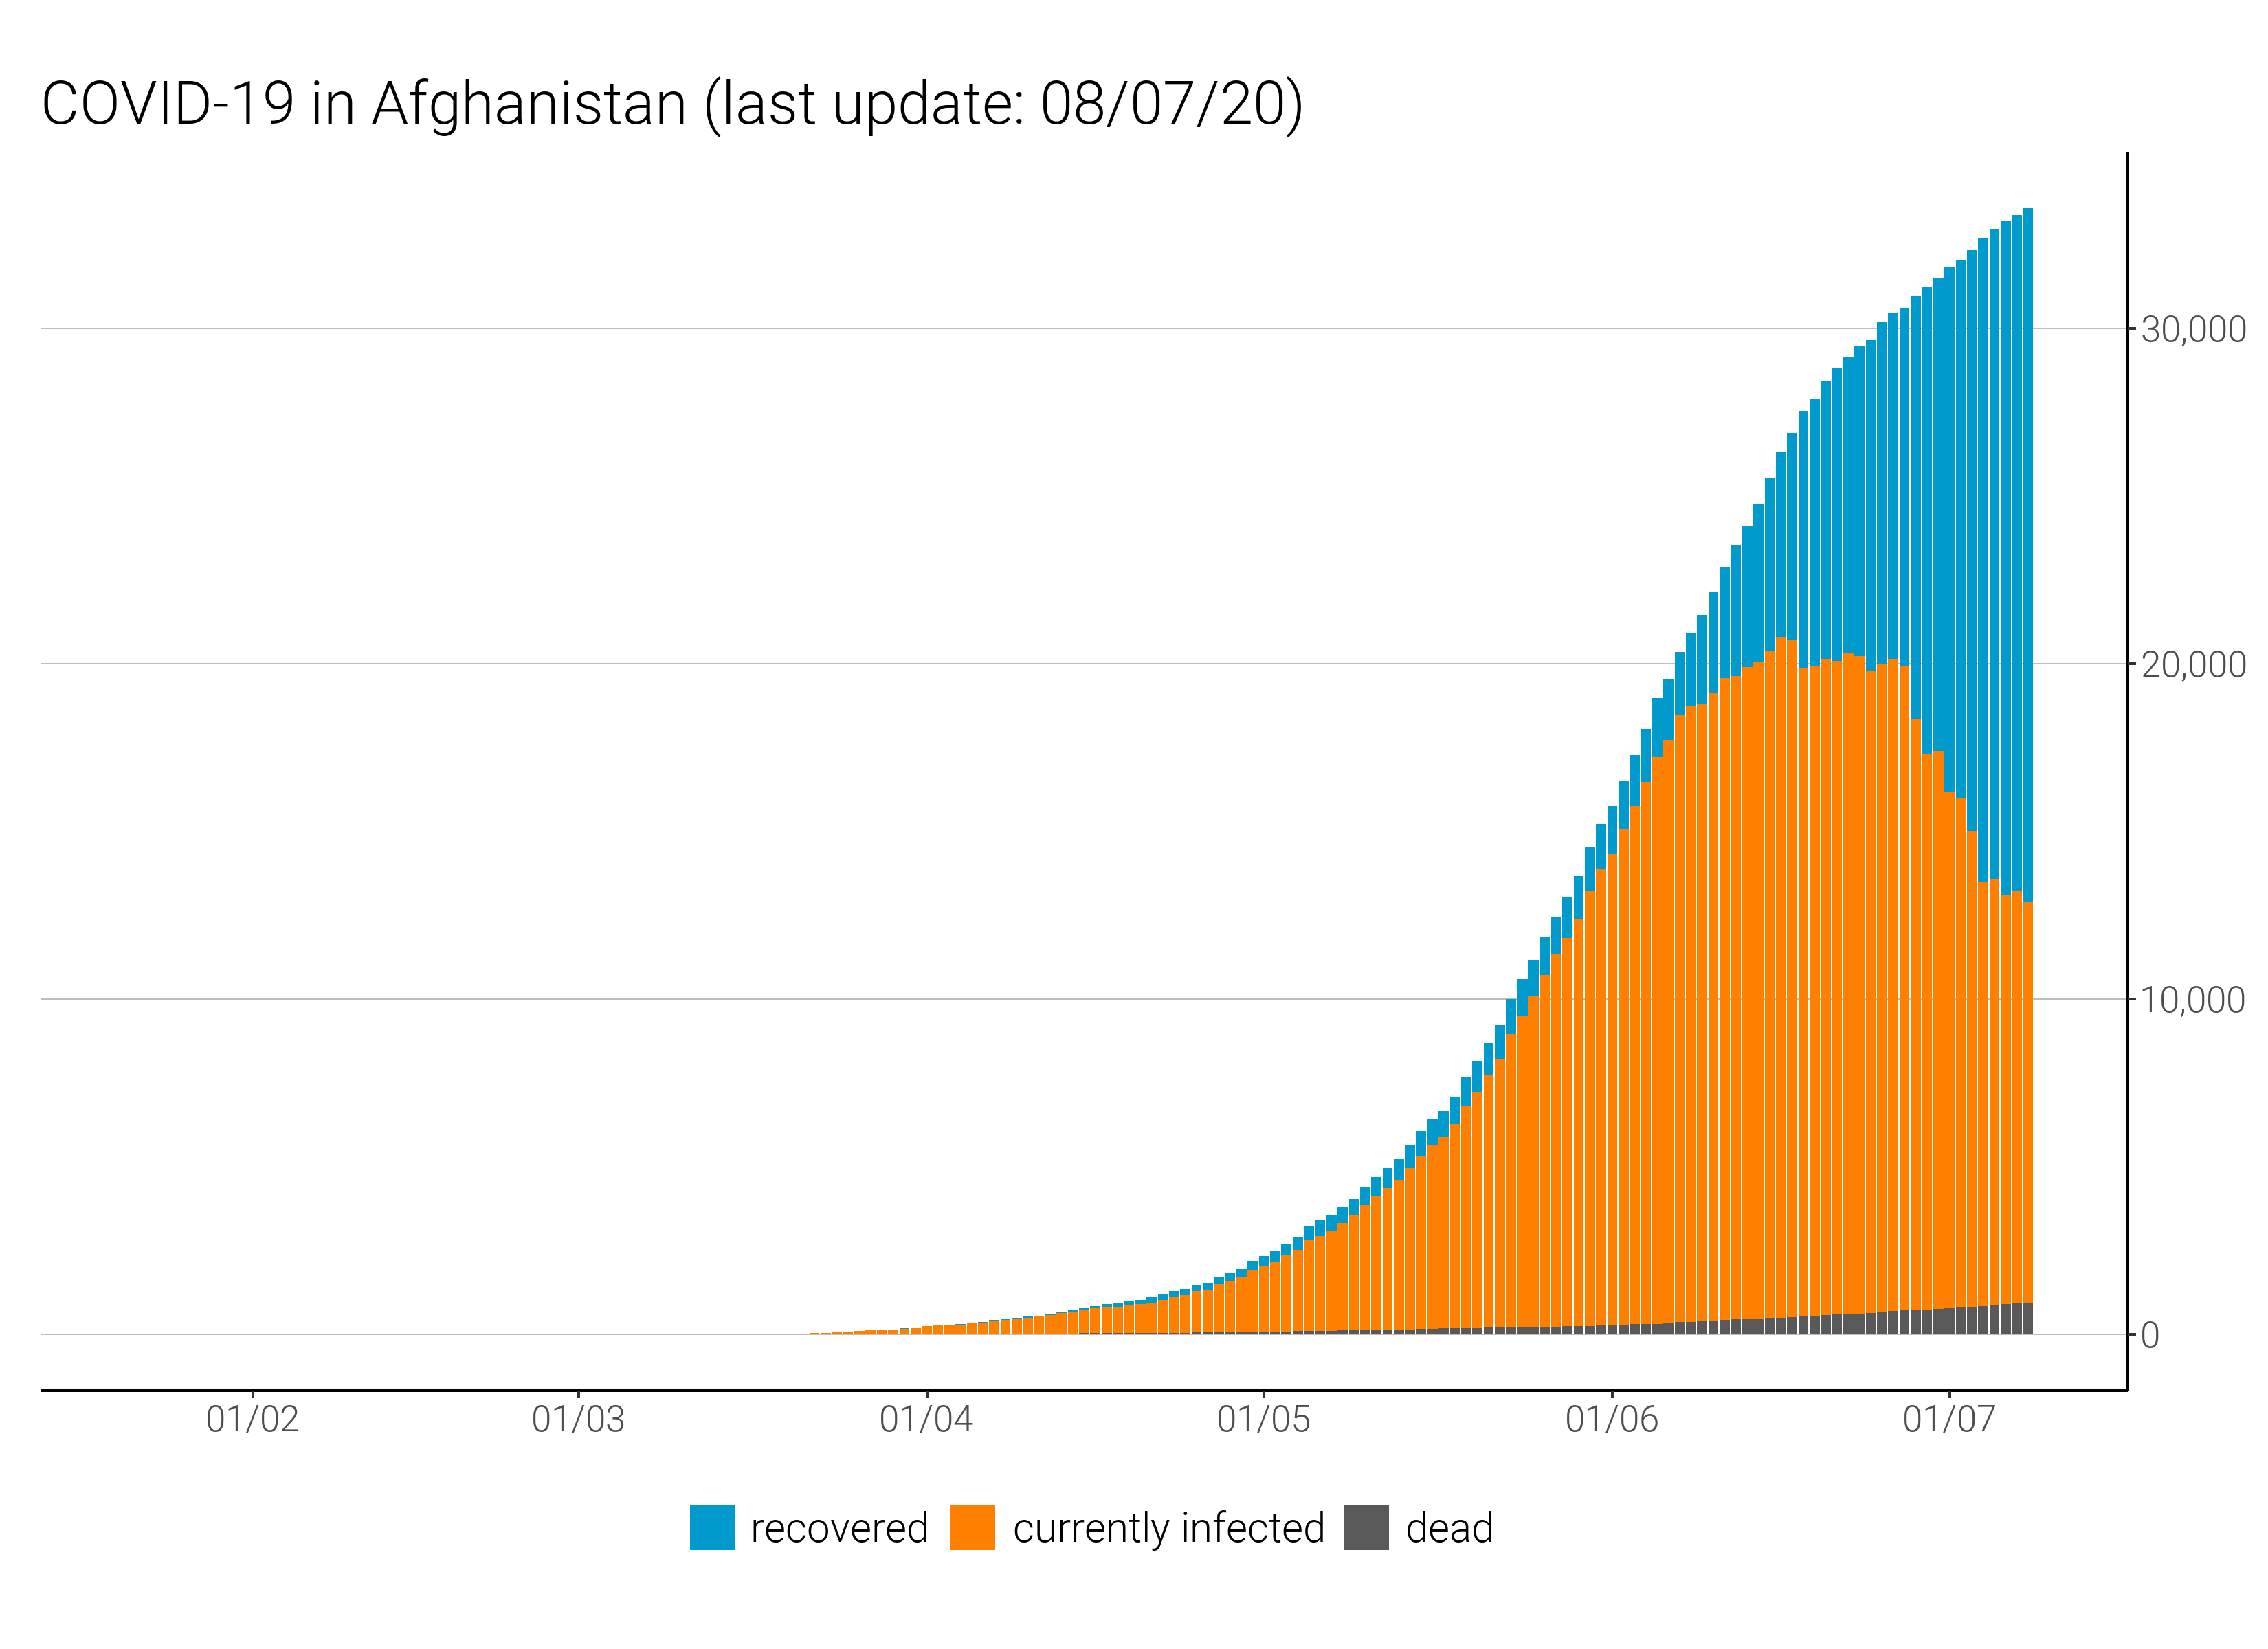 COVID-19 in Afghanistan (last update: 08/07/20)
30,000
20,000
10,000
0
01/02 01/03 01/04 01/05 01/06 01/07
recovered currently infected dead